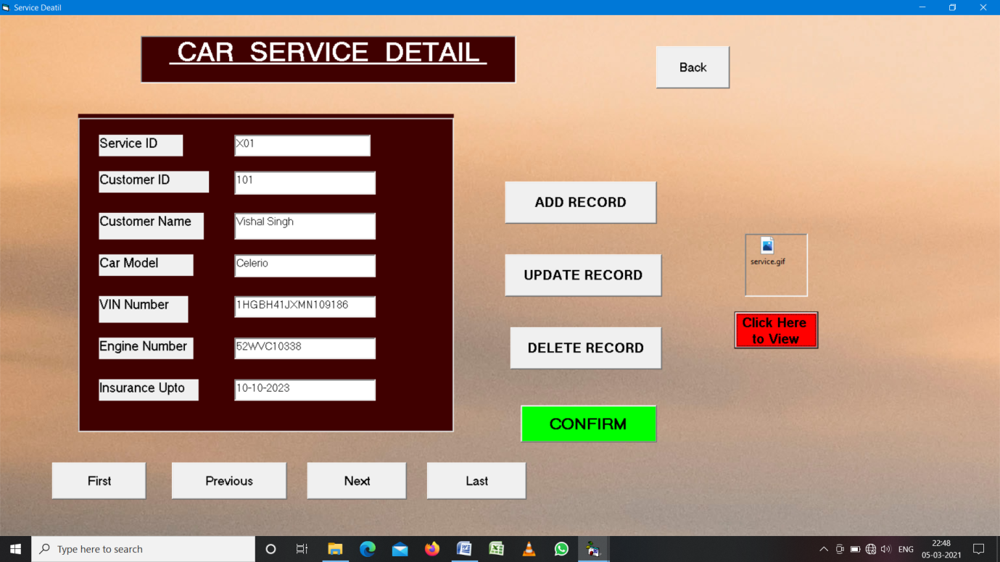 Service Deatil
CAR SERVICE DETAIL
Back
Service ID
X01
Customer ID
101
Customer Name
Vishal Singh
Car Model
Celerio
VIN Number
1HGBH41JXMN109186
Engine Number
52WVC10338
Insurance Upto
10-10-2023
ADD RECORD
UPDATE RECORD
DELETE RECORD
CONFIRM
service.gif
Click Here
to View
First
Previous
Next
Last
Type here to search
ENG
22:48
05-03-2021